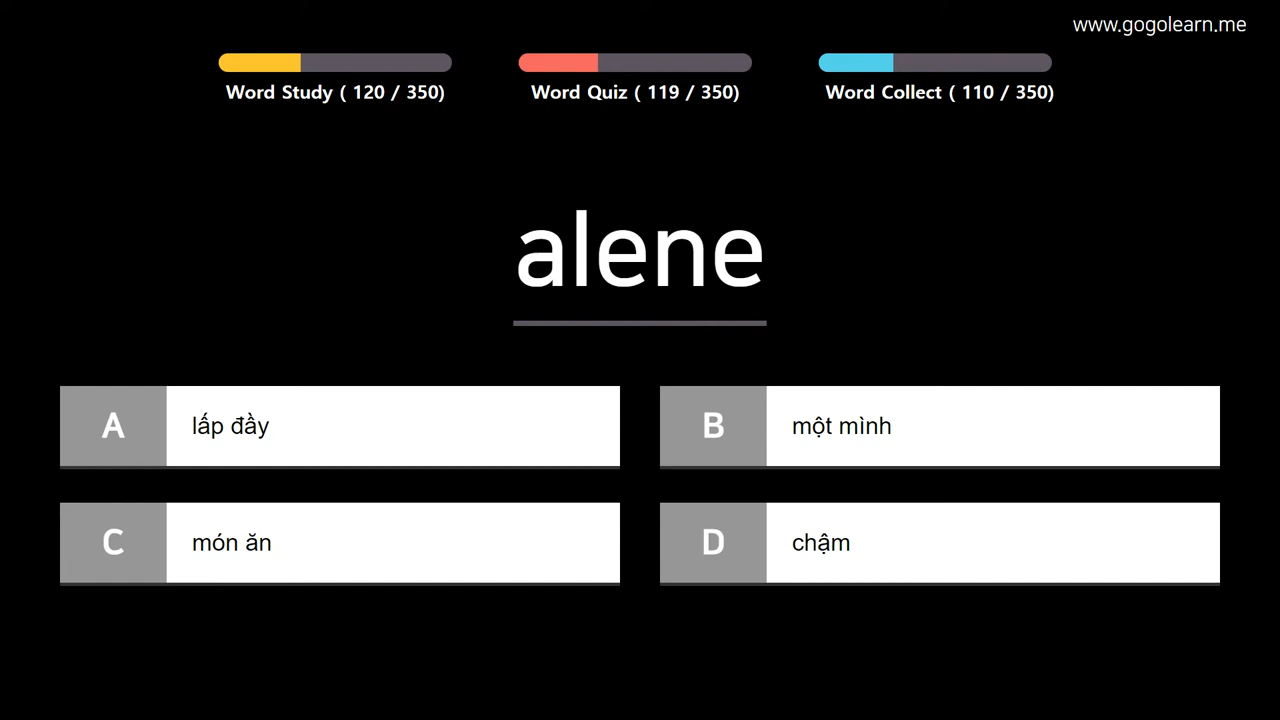 www.gogolearn.me
Word Study ( 120 / 350)
Word Quiz ( 119 / 350)
Word Collect ( 110 / 350)
alene
A lấp đầy
B một mình
C món ăn
D chậm